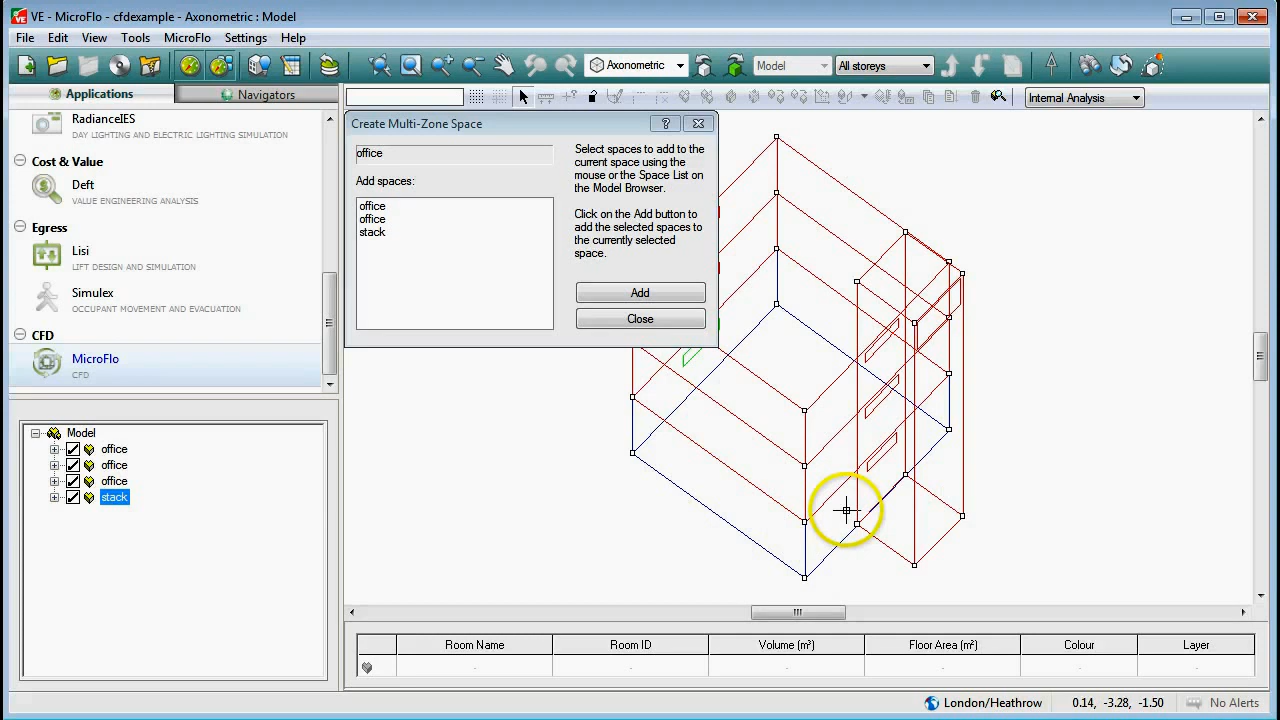 VE - MicroFlo - cfdexample - Axonometric : Model
File Edit View Tools MicroFlo Settings Help
Axonometric Model All storeys
Applications Navigators Internal Analysis
RadianceIES
DAY LIGHTING AND ELECTRIC LIGHTING SIMULATION
Cost & Value
Deft
VALUE ENGINEERING ANALYSIS
Egress
Lisi
LIFT DESIGN AND SIMULATION
Simulex
OCCUPANT MOVEMENT AND EVACUATION
CFD
MicroFlo
CFD
Model
office
office
office
stack
Create Multi-Zone Space
office
Add spaces:
office
office
stack
Select spaces to add to the
current space using the
mouse or the Space List on
the Model Browser.
Click on the Add button to
add the selected spaces to
the currently selected
space.
Add
Close
Room Name Room ID Volume (m³) Floor Area (m²) Colour Layer
- - - - - -
London/Heathrow 0.14, -3.28, -1.50 No Alerts